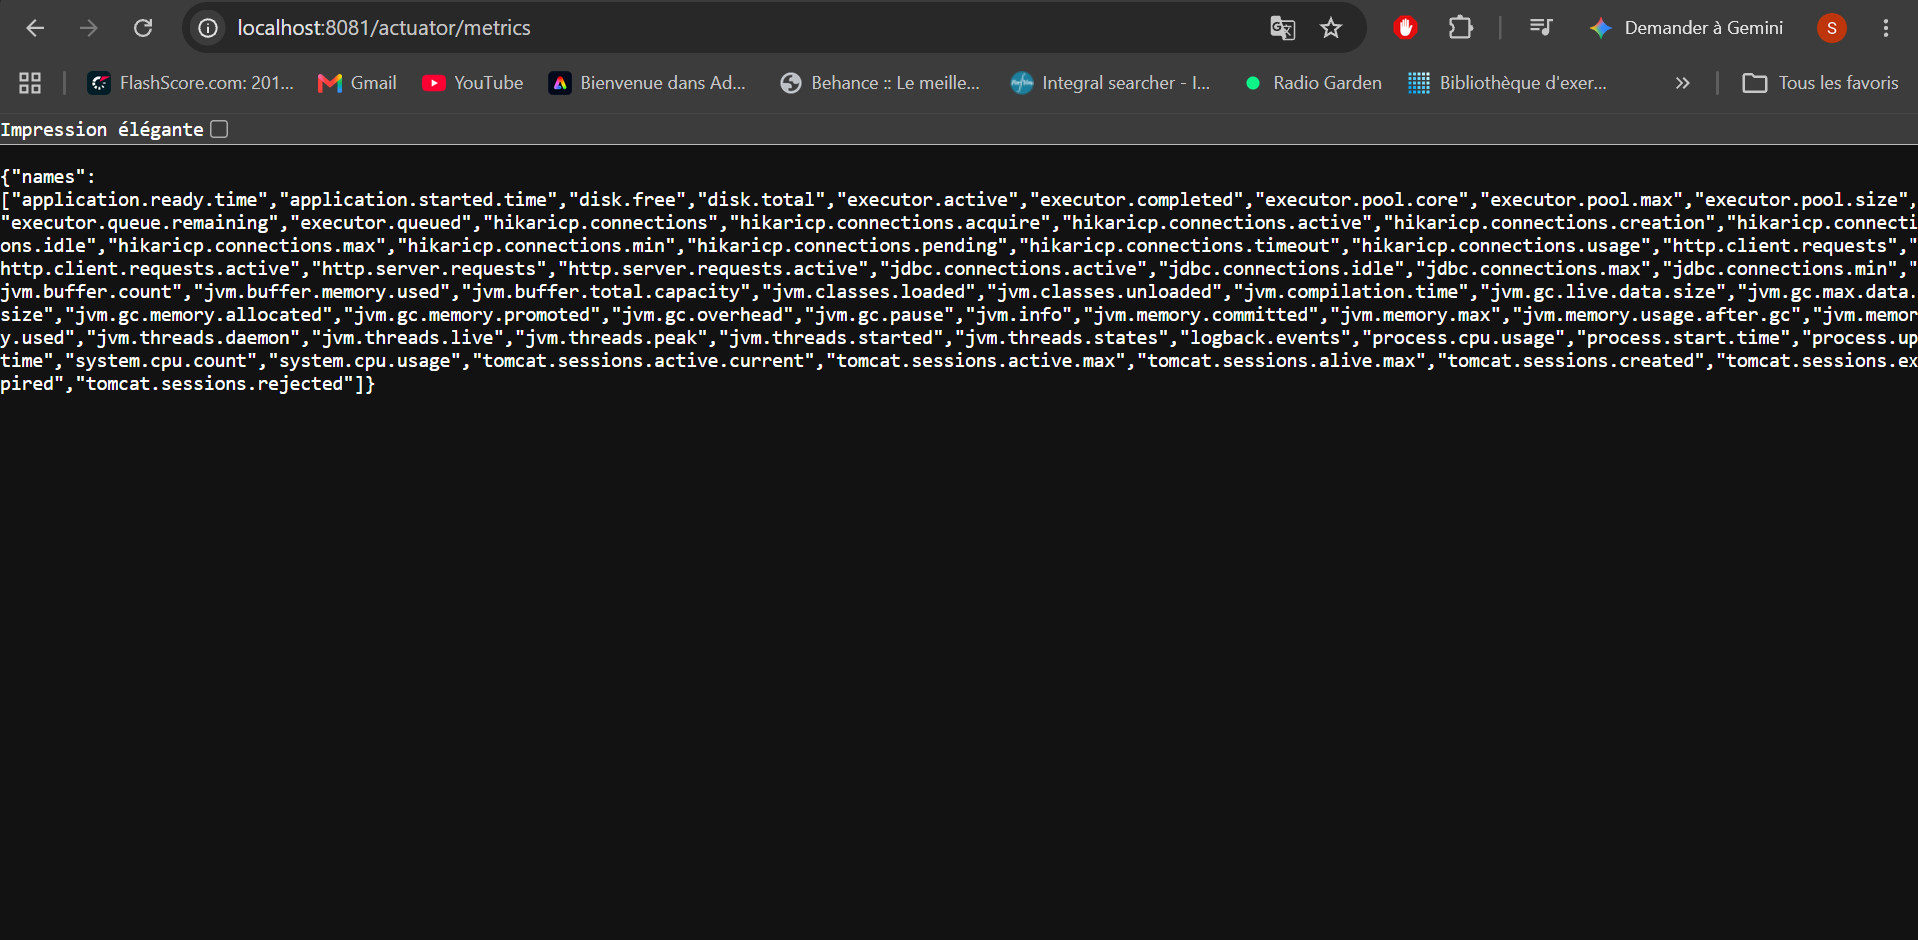 localhost:8081/actuator/metrics
Demander à Gemini
S
FlashScore.com: 201...
Gmail
YouTube
Bienvenue dans Ad...
Behance :: Le meille...
Integral searcher - I...
Radio Garden
Bibliothèque d'exer...
Tous les favoris
Impression élégante
{"names":
["application.ready.time","application.started.time","disk.free","disk.total","executor.active","executor.completed","executor.pool.core","executor.pool.max","executor.pool.size",
"executor.queue.remaining","executor.queued","hikaricp.connections","hikaricp.connections.acquire","hikaricp.connections.active","hikaricp.connections.creation","hikaricp.connecti
ons.idle","hikaricp.connections.max","hikaricp.connections.min","hikaricp.connections.pending","hikaricp.connections.timeout","hikaricp.connections.usage","http.client.requests","
http.client.requests.active","http.server.requests","http.server.requests.active","jdbc.connections.active","jdbc.connections.idle","jdbc.connections.max","jdbc.connections.min","
jvm.buffer.count","jvm.buffer.memory.used","jvm.buffer.total.capacity","jvm.classes.loaded","jvm.classes.unloaded","jvm.compilation.time","jvm.gc.live.data.size","jvm.gc.max.data.
size","jvm.gc.memory.allocated","jvm.gc.memory.promoted","jvm.gc.overhead","jvm.gc.pause","jvm.info","jvm.memory.committed","jvm.memory.max","jvm.memory.usage.after.gc","jvm.memor
y.used","jvm.threads.daemon","jvm.threads.live","jvm.threads.peak","jvm.threads.started","jvm.threads.states","logback.events","process.cpu.usage","process.start.time","process.up
time","system.cpu.count","system.cpu.usage","tomcat.sessions.active.current","tomcat.sessions.active.max","tomcat.sessions.alive.max","tomcat.sessions.created","tomcat.sessions.ex
pired","tomcat.sessions.rejected"]}